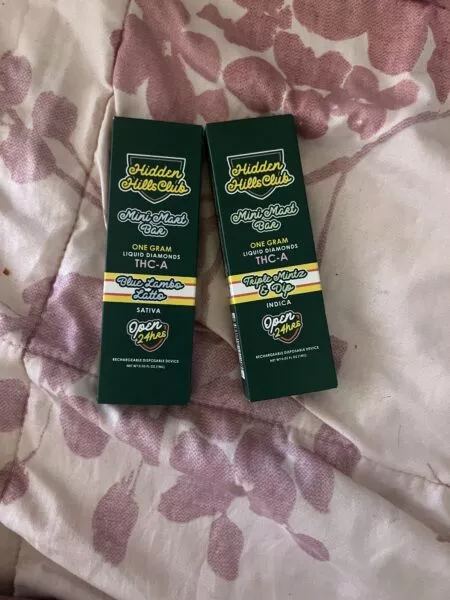 Hidden
Hills Club
Mini Mart
Bar
ONE GRAM
LIQUID DIAMONDS
THC-A
Blue Lambo
Latto
SATIVA
Open
24hrs
RECHARGEABLE DISPOSABLE DEVICE
Hidden
Hills Club
Mini Mart
Bar
ONE GRAM
LIQUID DIAMONDS
THC-A
Triple Mintz
& Dip
INDICA
Open
24hrs
RECHARGEABLE DISPOSABLE DEVICE